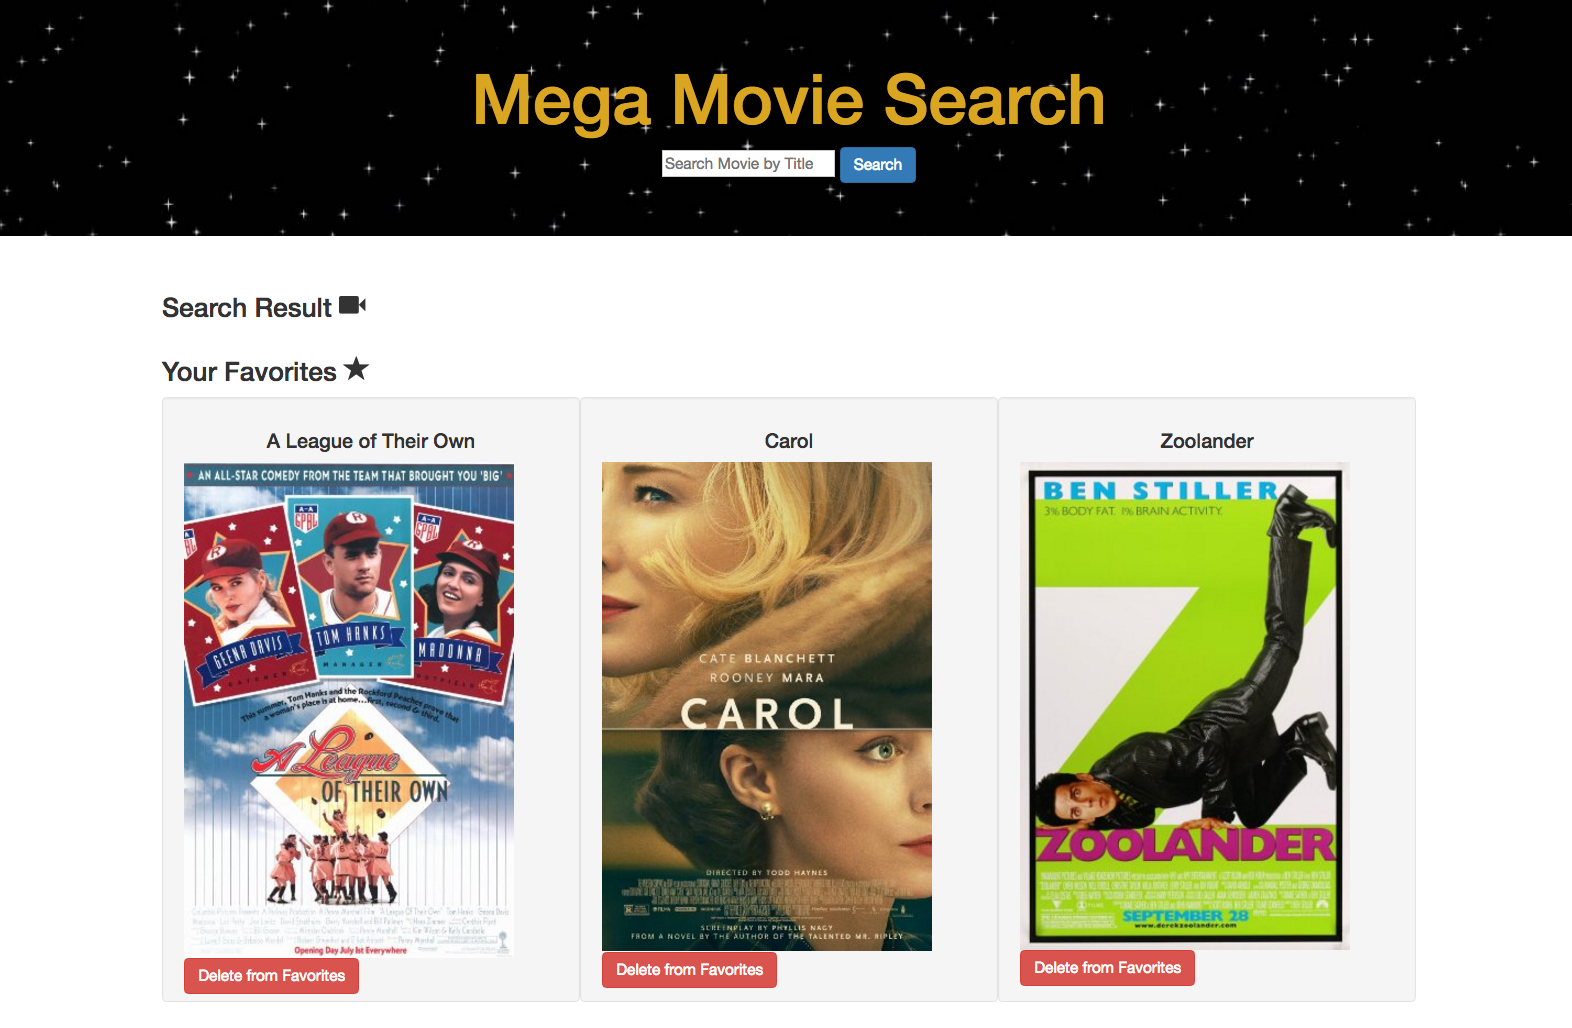 Mega Movie Search
Search Movie by Title
Search
Search Result
Your Favorites
A League of Their Own
AN ALL-STAR COMEDY FROM THE TEAM THAT BROUGHT YOU 'BIG'
A-A
GPBL
R
GEENA DAVIS
A-A
GPBL
R
TOM HANKS
MANAGER
A-A
GPBL
R
MADONNA
This summer, Tom Hanks and the Rockford Peaches prove that
a woman's place is at home...first, second & third.
A League
OF THEIR OWN
Opening Day July 1st Everywhere
Delete from Favorites
Carol
CATE BLANCHETT
ROONEY MARA
CAROL
DIRECTED BY TODD HAYNES
SCREENPLAY BY PHYLLIS NAGY
FROM A NOVEL BY THE AUTHOR OF THE TALENTED MR. RIPLEY
Delete from Favorites
Zoolander
BEN STILLER
3% BODY FAT. 1% BRAIN ACTIVITY.
ZOOLANDER
SEPTEMBER 28
www.derekzoolander.com
Delete from Favorites